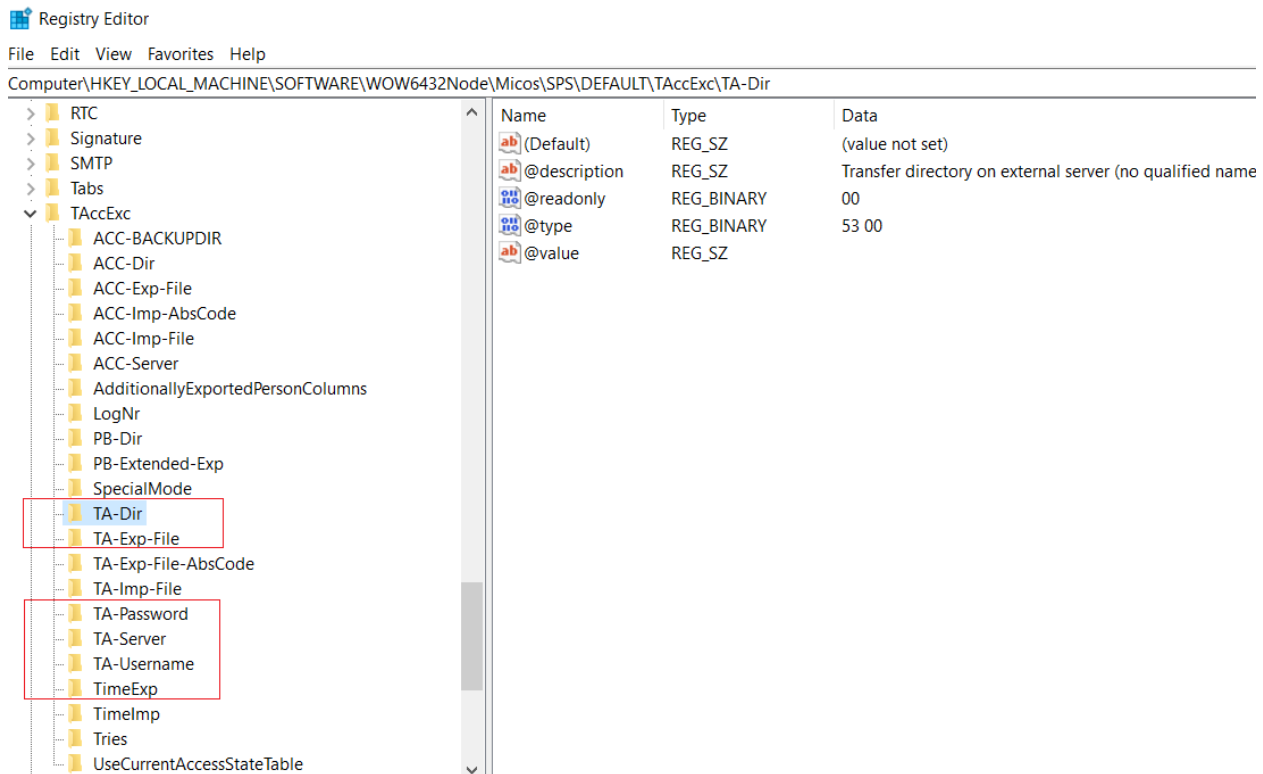 Registry Editor
File Edit View Favorites Help
Computer\HKEY_LOCAL_MACHINE\SOFTWARE\WOW6432Node\Micos\SPS\DEFAULT\TAccExc\TA-Dir
RTC
Signature
SMTP
Tabs
TAccExc
ACC-BACKUPDIR
ACC-Dir
ACC-Exp-File
ACC-Imp-AbsCode
ACC-Imp-File
ACC-Server
AdditionallyExportedPersonColumns
LogNr
PB-Dir
PB-Extended-Exp
SpecialMode
TA-Dir
TA-Exp-File
TA-Exp-File-AbsCode
TA-Imp-File
TA-Password
TA-Server
TA-Username
TimeExp
TimeImp
Tries
UseCurrentAccessStateTable
Name Type Data
(Default) REG_SZ (value not set)
@description REG_SZ Transfer directory on external server (no qualified name
@readonly REG_BINARY 00
@type REG_BINARY 53 00
@value REG_SZ